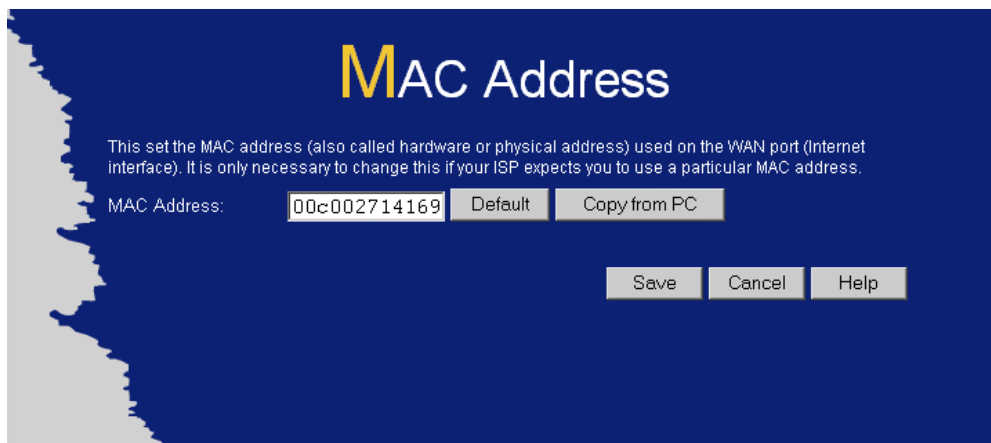 MAC Address
This set the MAC address (also called hardware or physical address) used on the WAN port (Internet
interface). It is only necessary to change this if your ISP expects you to use a particular MAC address.
MAC Address: 00c002714169 Default Copy from PC
Save Cancel Help